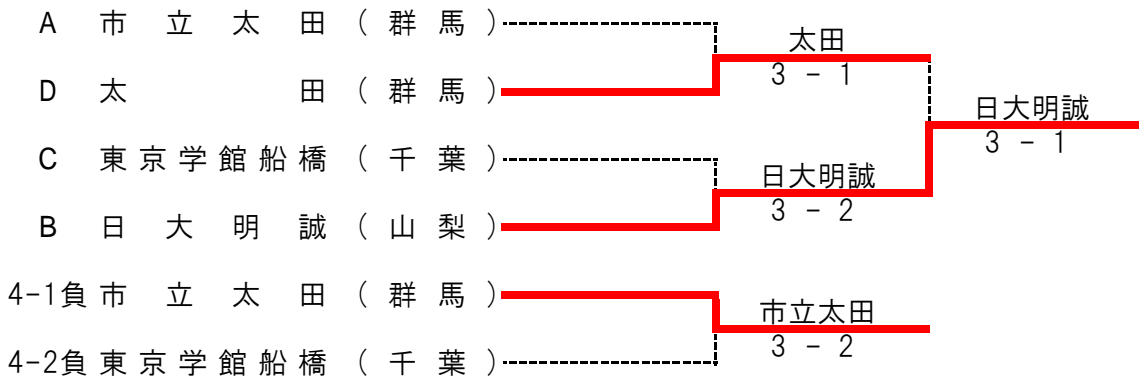 A 市立太田(群馬)
太田
3 - 1
D 太田(群馬)
日大明誠
3 - 1
C 東京学館船橋(千葉)
日大明誠
3 - 2
B 日大明誠(山梨)
4-1負 市立太田(群馬)
市立太田
3 - 2
4-2負 東京学館船橋(千葉)